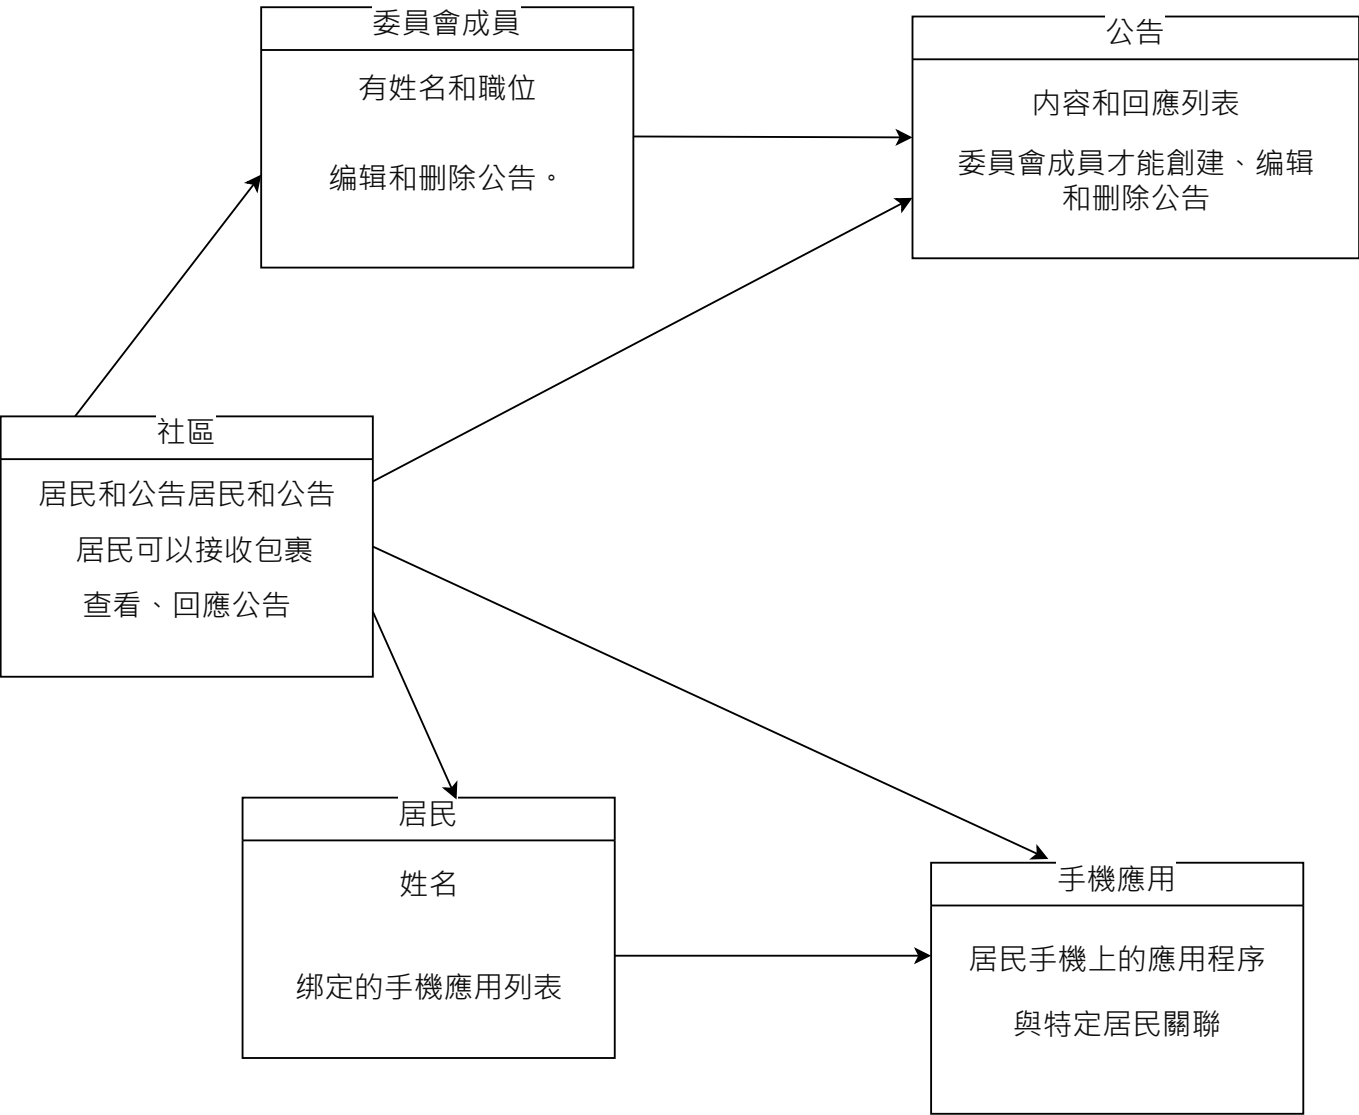 委員會成員
有姓名和職位
编辑和刪除公告。
公告
内容和回應列表
委員會成員才能創建、编辑
和刪除公告
社區
居民和公告居民和公告
居民可以接收包裹
查看、回應公告
居民
姓名
绑定的手機應用列表
手機應用
居民手機上的應用程序
與特定居民關聯